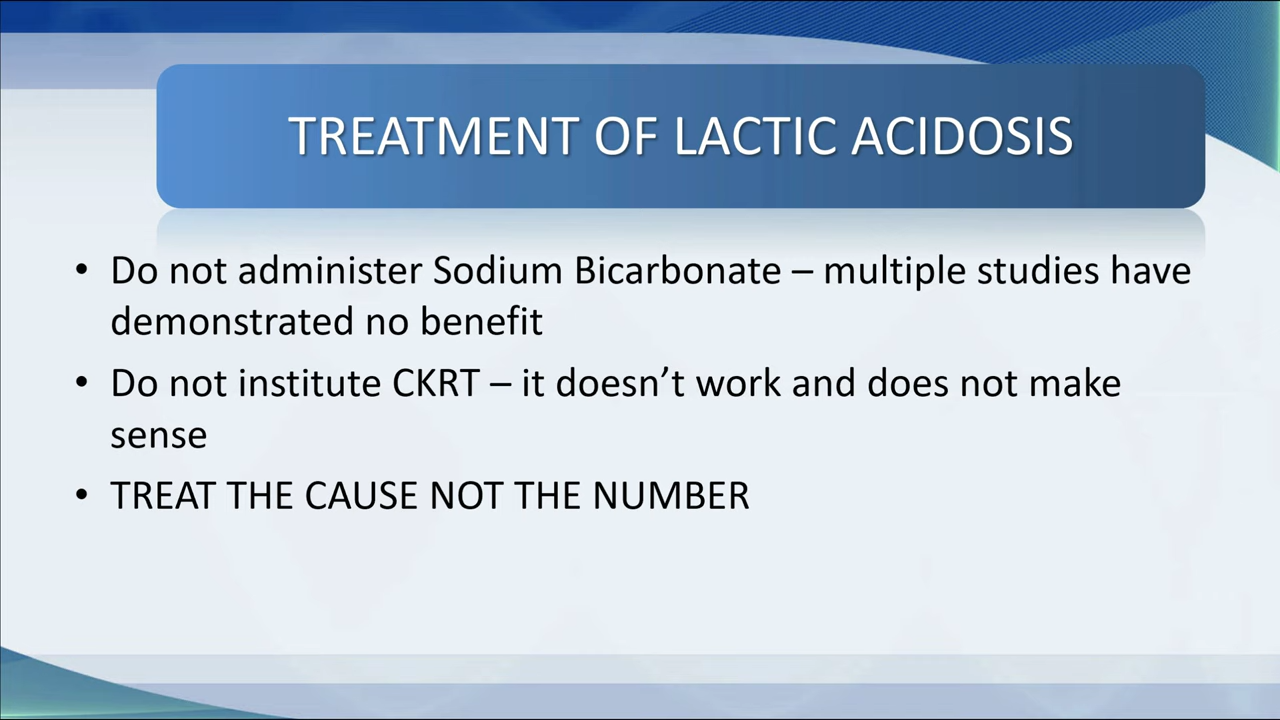 TREATMENT OF LACTIC ACIDOSIS
• Do not administer Sodium Bicarbonate – multiple studies have
demonstrated no benefit
• Do not institute CKRT – it doesn’t work and does not make
sense
• TREAT THE CAUSE NOT THE NUMBER